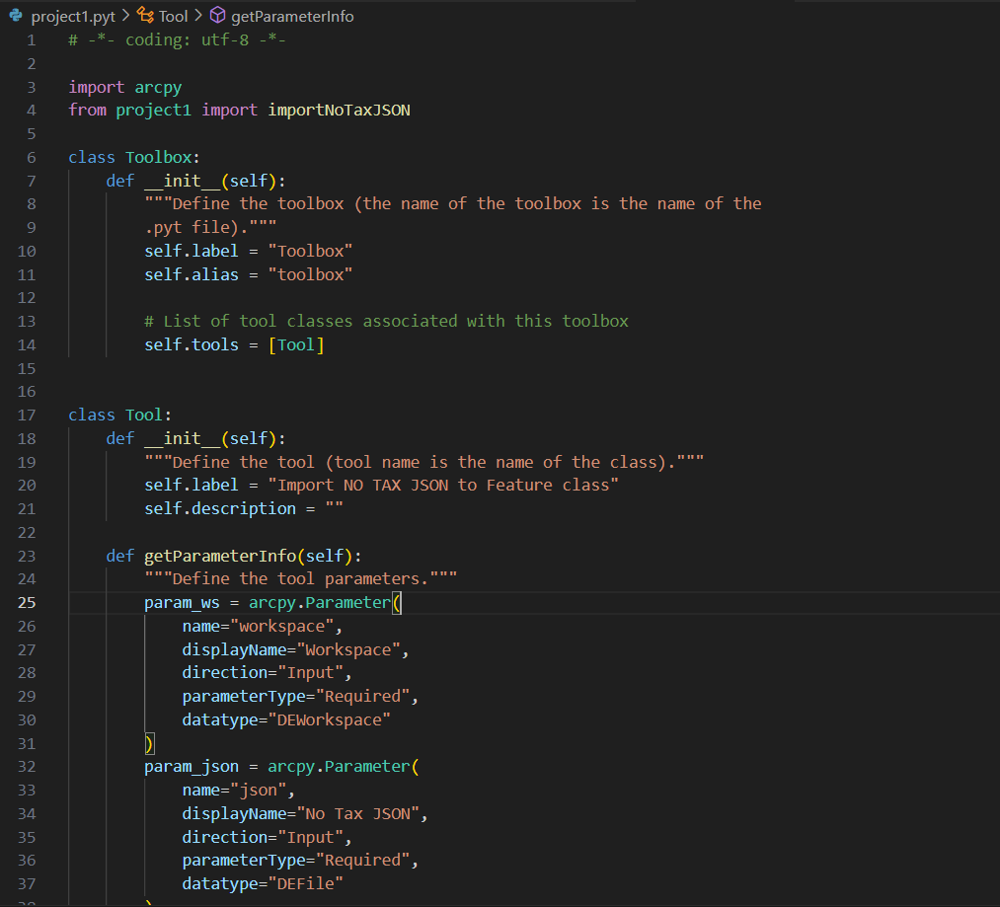 project1.pyt > Tool > getParameterInfo
1 # -*- coding: utf-8 -*-
2
3 import arcpy
4 from project1 import importNoTaxJSON
5
6 class Toolbox:
7     def __init__(self):
8         """Define the toolbox (the name of the toolbox is the name of the
9         .pyt file)."""
10         self.label = "Toolbox"
11         self.alias = "toolbox"
12
13         # List of tool classes associated with this toolbox
14         self.tools = [Tool]
15
16
17 class Tool:
18     def __init__(self):
19         """Define the tool (tool name is the name of the class)."""
20         self.label = "Import NO TAX JSON to Feature class"
21         self.description = ""
22
23     def getParameterInfo(self):
24         """Define the tool parameters."""
25         param_ws = arcpy.Parameter(
26             name="workspace",
27             displayName="Workspace",
28             direction="Input",
29             parameterType="Required",
30             datatype="DEWorkspace"
31         )
32         param_json = arcpy.Parameter(
33             name="json",
34             displayName="No Tax JSON",
35             direction="Input",
36             parameterType="Required",
37             datatype="DEFile"